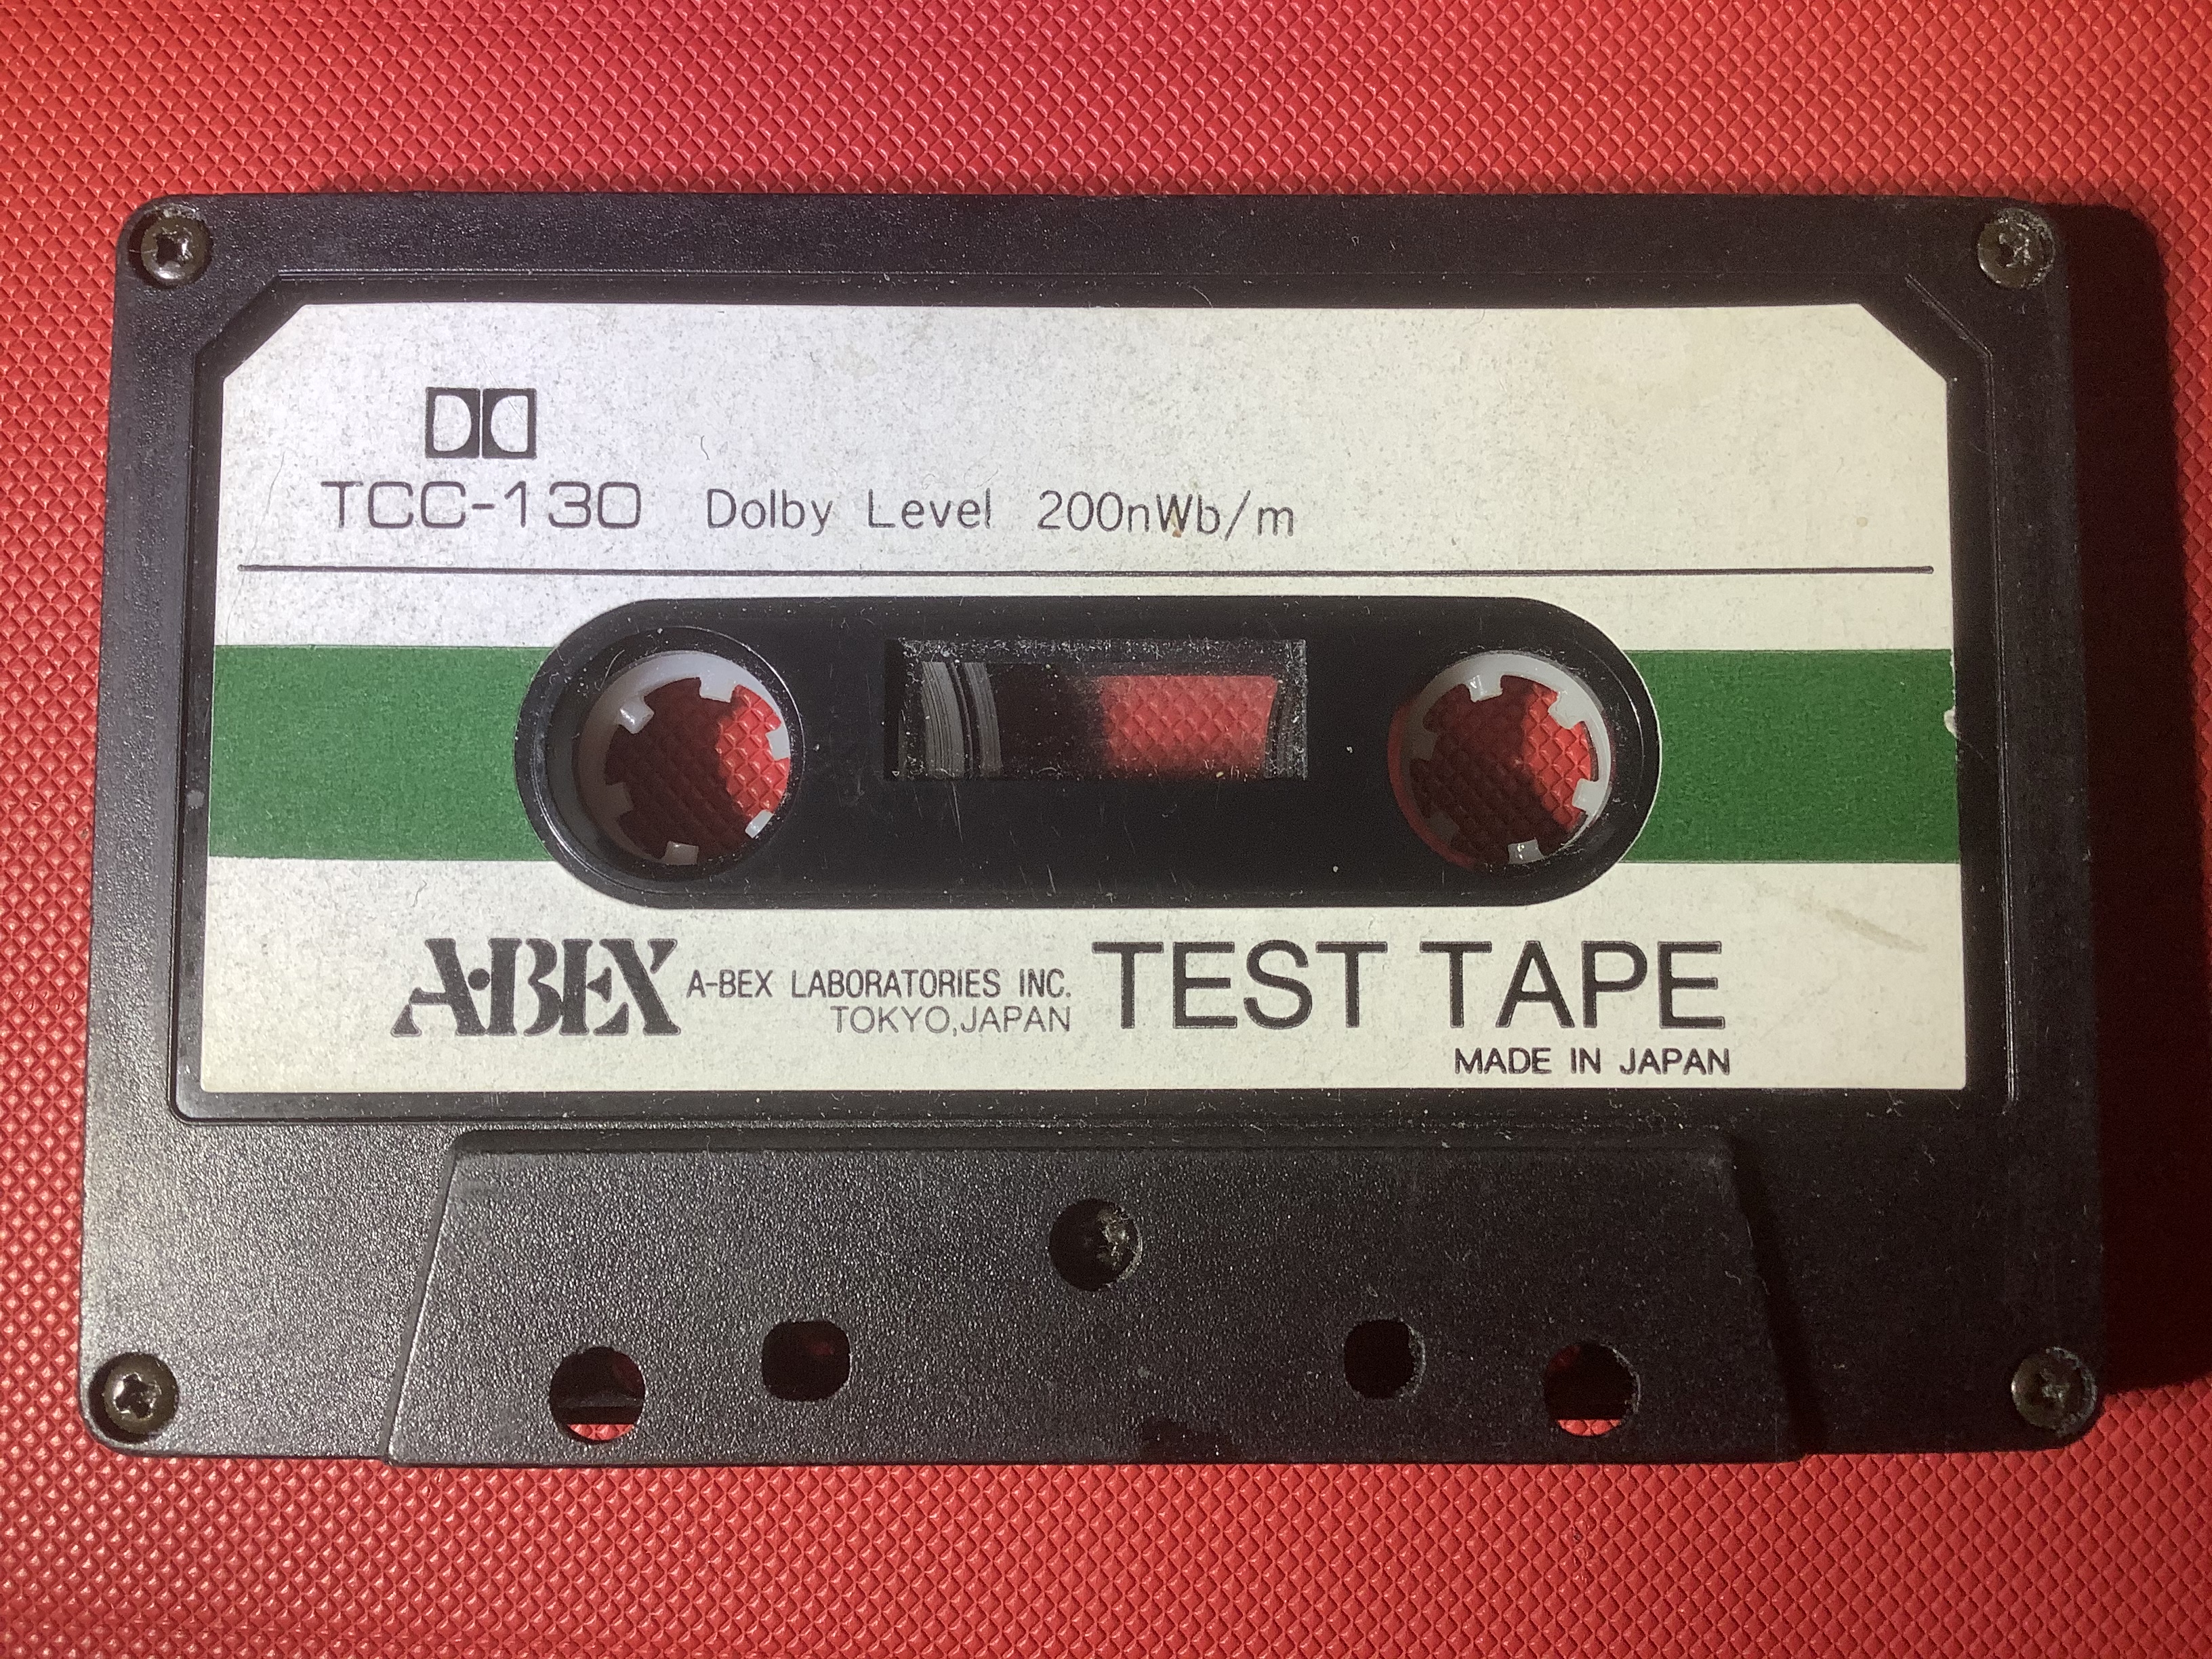 TCC-130 Dolby Level 200nWb/m
A·BEX A-BEX LABORATORIES INC. TEST TAPE
TOKYO,JAPAN
MADE IN JAPAN